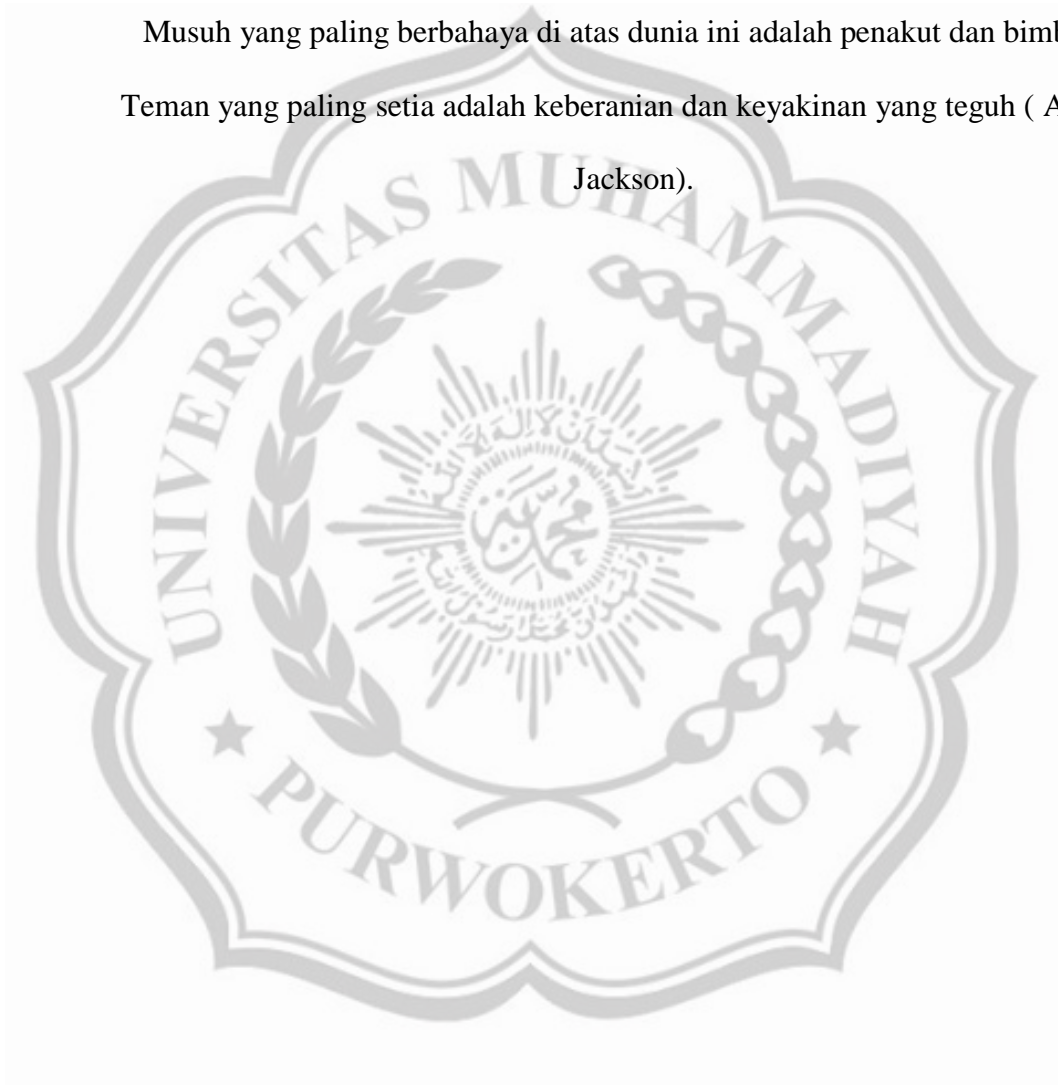 Musuh yang paling berbahaya di atas dunia ini adalah penakut dan
Teman yang paling setia adalah keberanian dan keyakinan yang teguh (
Jackson).
UNIVERSITAS MUHAMMADIYAH
PURWOKERTO